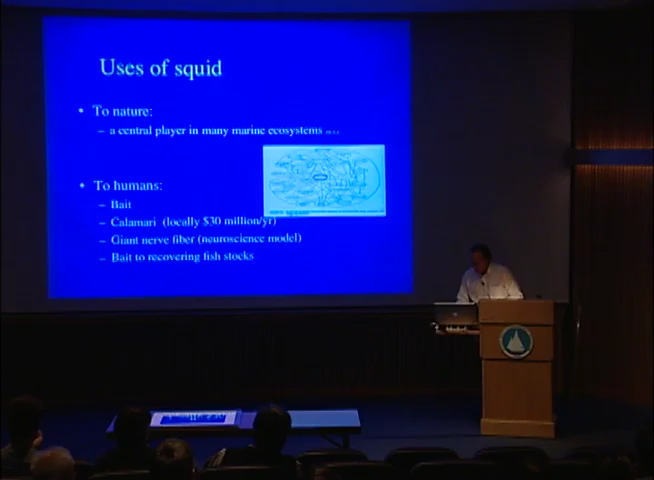 Uses of squid
• To nature:
– a central player in many marine ecosystems
• To humans:
– Bait
– Calamari (locally $30 million/yr)
– Giant nerve fiber (neuroscience model)
– Bait to recovering fish stocks